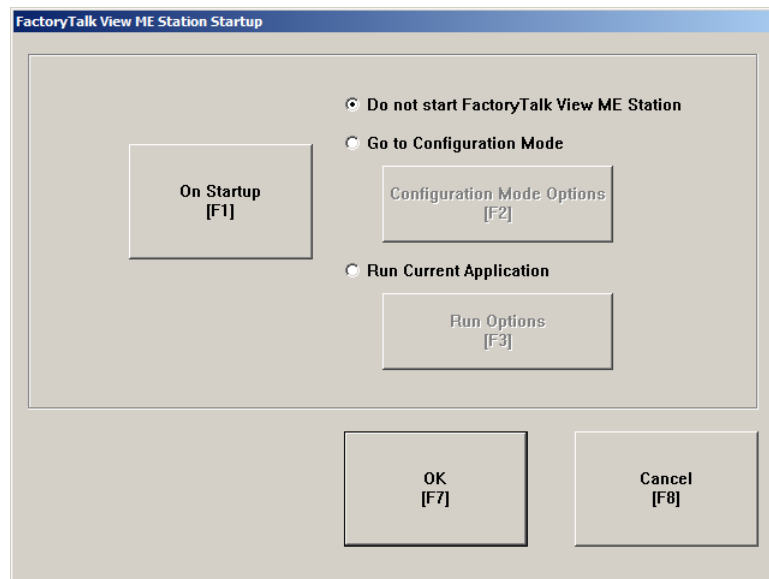 FactoryTalk View ME Station Startup
Do not start FactoryTalk View ME Station
Go to Configuration Mode
On Startup
[F1]
Configuration Mode Options
[F2]
Run Current Application
Run Options
[F3]
OK
[F7]
Cancel
[F8]